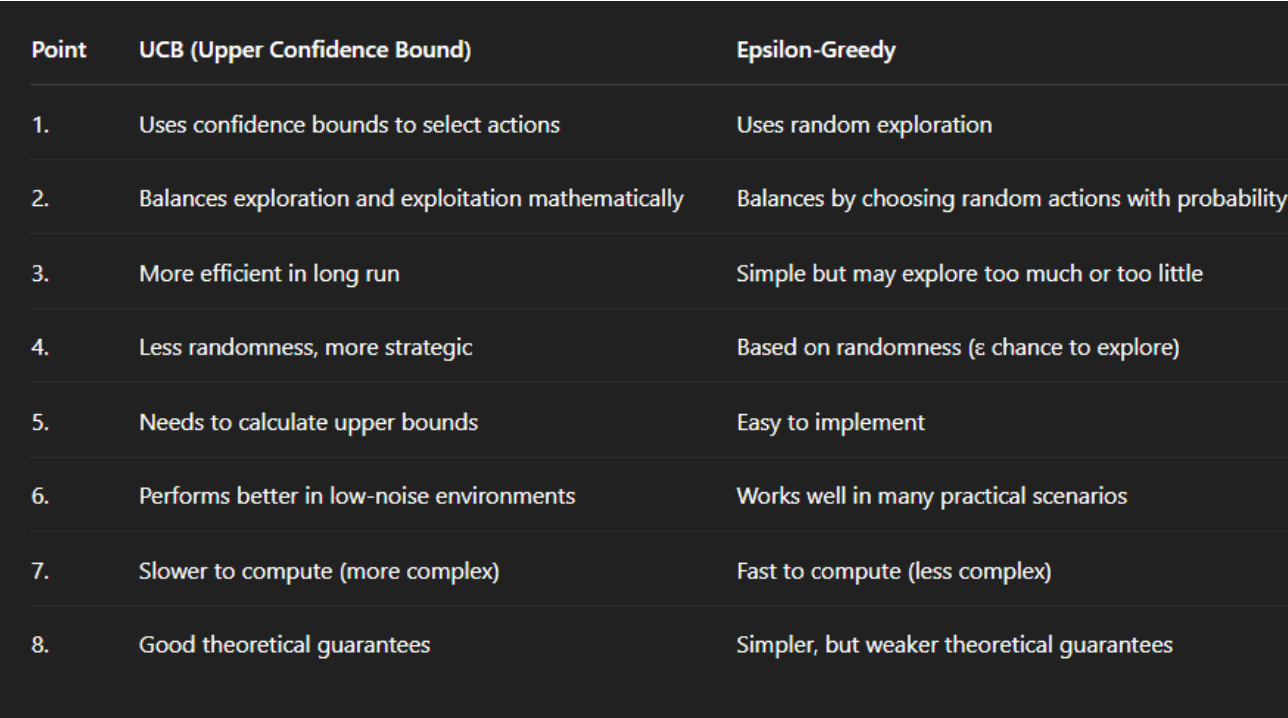 Point UCB (Upper Confidence Bound) Epsilon-Greedy
1. Uses confidence bounds to select actions Uses random exploration
2. Balances exploration and exploitation mathematically Balances by choosing random actions with probability
3. More efficient in long run Simple but may explore too much or too little
4. Less randomness, more strategic Based on randomness (ε chance to explore)
5. Needs to calculate upper bounds Easy to implement
6. Performs better in low-noise environments Works well in many practical scenarios
7. Slower to compute (more complex) Fast to compute (less complex)
8. Good theoretical guarantees Simpler, but weaker theoretical guarantees